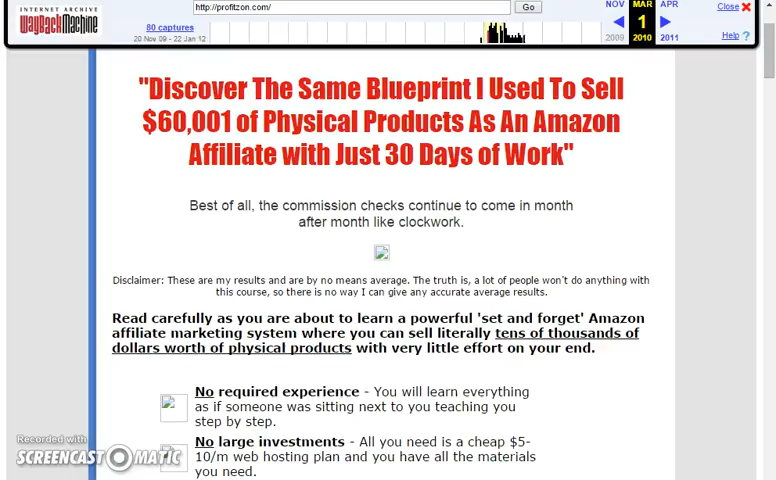 INTERNET ARCHIVE
WayBackMachine
http://profitzon.com/
Go
80 captures
20 Nov 09 - 22 Jan 12
NOV MAR APR
1
2009 2010 2011
Close
Help ?
"Discover The Same Blueprint I Used To Sell
$60,001 of Physical Products As An Amazon
Affiliate with Just 30 Days of Work"
Best of all, the commission checks continue to come in month
after month like clockwork.
Disclaimer: These are my results and are by no means average. The truth is, a lot of people won't do anything with
this course, so there is no way I can give any accurate average results.
Read carefully as you are about to learn a powerful 'set and forget' Amazon
affiliate marketing system where you can sell literally tens of thousands of
dollars worth of physical products with very little effort on your end.
No required experience - You will learn everything
as if someone was sitting next to you teaching you
step by step.
No large investments - All you need is a cheap $5-
10/m web hosting plan and you have all the materials
you need.
Recorded with
SCREENCAST-O-MATIC